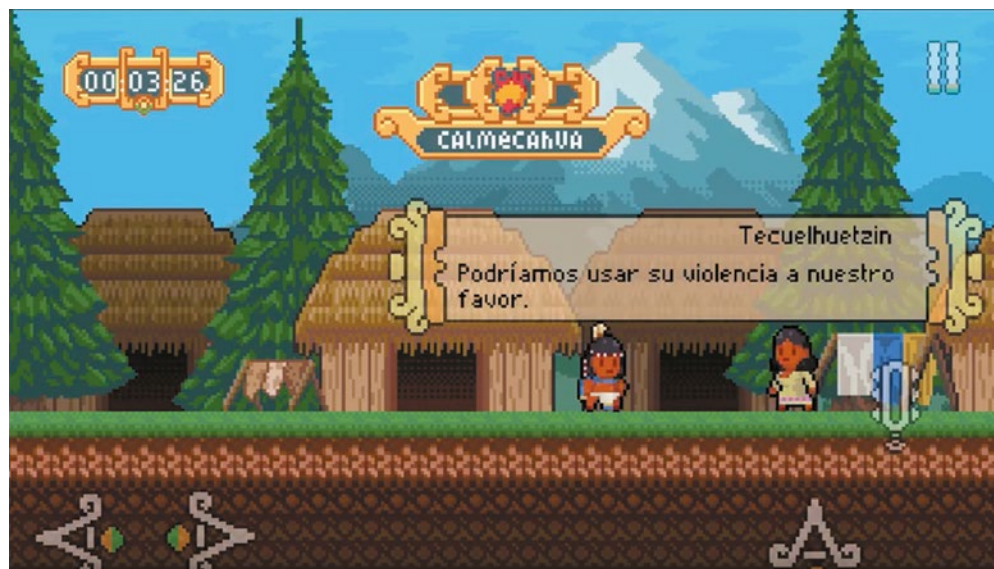 00:03:26
CALMECAHUA
Tecuelhuetzin
Podríamos usar su violencia a nuestro
favor.